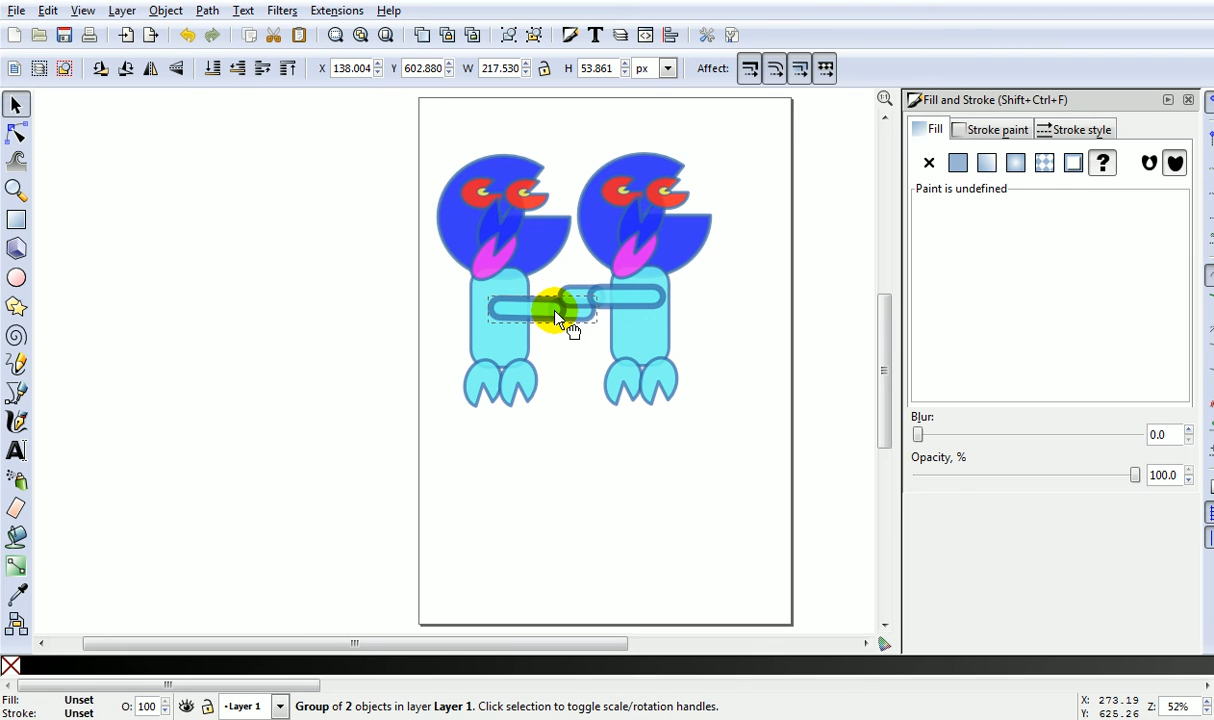 File Edit View Layer Object Path Text Filters Extensions Help
X 138.004 Y 602.880 W 217.530 H 53.861 px Affect:
Fill and Stroke (Shift+Ctrl+F)
Fill Stroke paint Stroke style
?
Paint is undefined
Blur:
0.0
Opacity, %
100.0
Fill: Unset
Stroke: Unset
O: 100
•Layer 1
Group of 2 objects in layer Layer 1. Click selection to toggle scale/rotation handles.
X: 273.19
Y: 625.26
Z: 52%